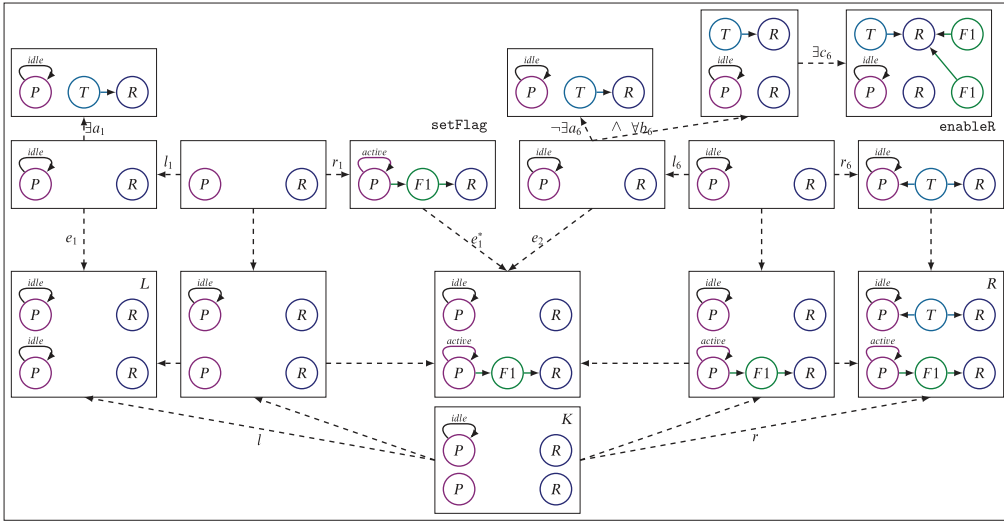 T R F1
∃c₆
T R F1
idle
P R
idle
P R F1
idle
P T R
idle
P T R
∃a₁
setFlag
¬∃a₆ ∧ ∀b₆
enableR
idle
P R
l₁
P R
r₁
active
P F1 R
idle
P R
l₆
idle
P R
r₆
idle
P T R
e₁
e₁*
e₂
idle
P R
idle
P R
L
idle
P R
P R
idle
P R
active
P F1 R
idle
P R
active
P F1 R
R
idle
P T R
active
P F1 R
l
K
idle
P R
P R
r